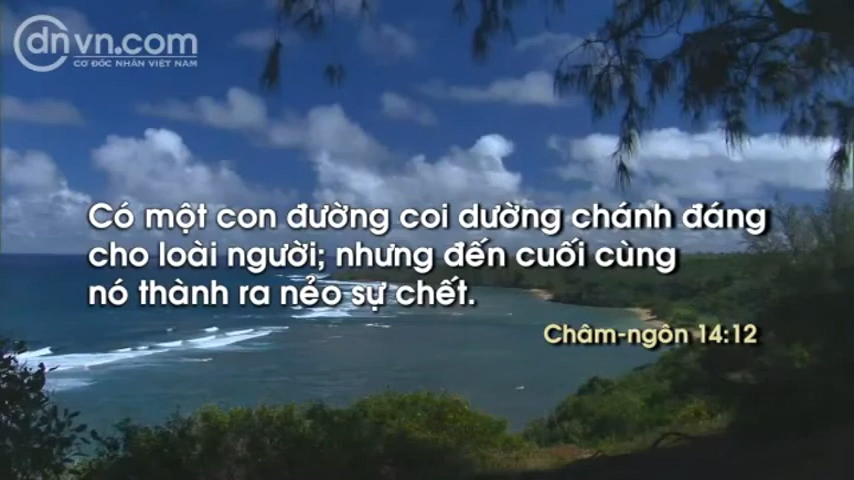 cdnvn.com
CƠ ĐỐC NHÂN VIỆT NAM
Có một con đường coi dường chánh đáng
cho loài người; nhưng đến cuối cùng
nó thành ra nẻo sự chết.
Châm-ngôn 14:12